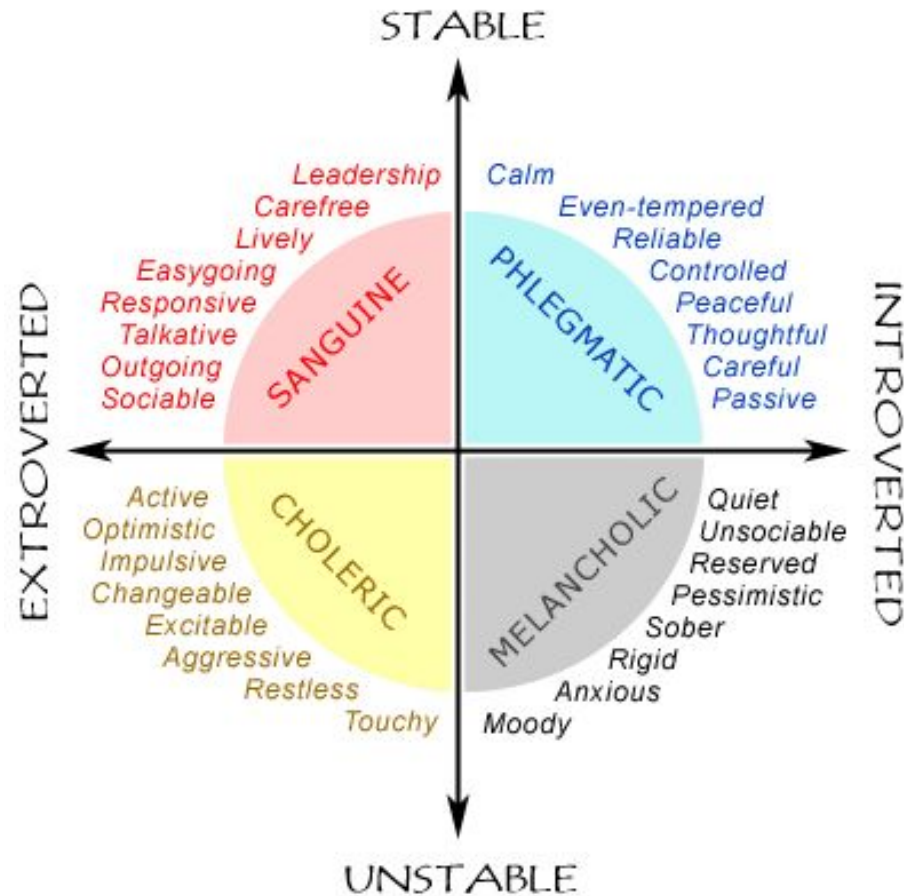 STABLE
Leadership
Carefree
Lively
Easygoing
Responsive
Talkative
Outgoing
Sociable
SANGUINE
Calm
Even-tempered
Reliable
Controlled
Peaceful
Thoughtful
Careful
Passive
PHLEGMATIC
EXTROVERTED
INTROVERTED
Active
Optimistic
Impulsive
Changeable
Excitable
Aggressive
Restless
Touchy
CHOLERIC
Quiet
Unsociable
Reserved
Pessimistic
Sober
Rigid
Anxious
Moody
MELANCHOLIC
UNSTABLE